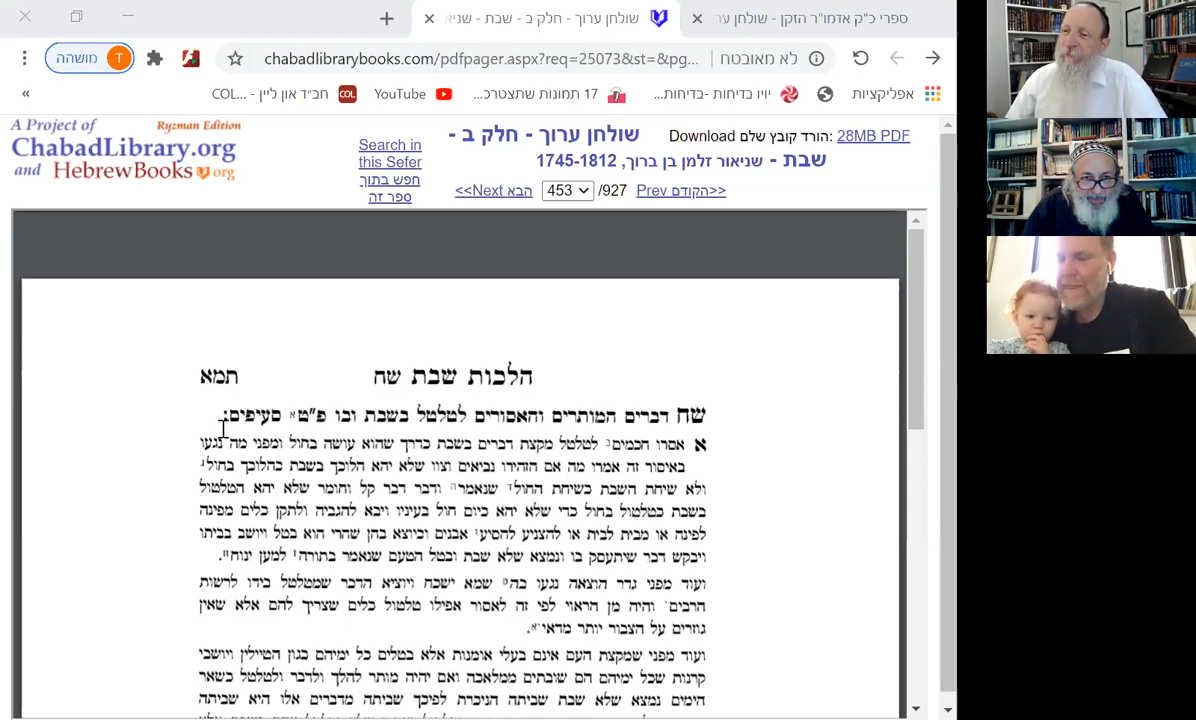 שולחן ערוך - חלק ב - שבת - שניא
ספרי כ"ק אדמו"ר הזקן - שולחן ערו
מושהה
T
chabadlibrarybooks.com/pdfpager.aspx?req=25073&st=&pg...
לא מאובטח
אפליקציות
יויו בדיחות -בדיחות...
17 תמונות שתצטרכ...
YouTube
חב״ד און ליין - COL...
COL
«
A Project of
Ryzman Edition
ChabadLibrary.org
and HebrewBooks.org
Search in
this Sefer
חפש בתוך
ספר זה
שולחן ערוך - חלק ב -
שבת - שניאור זלמן בן ברוך, 1745-1812
Download הורד קובץ שלם: 28MB PDF
<<Next הבא
453 /927
Prev הקודם>>
הלכות שבת שח
תמא
שח דברים המותרים והאסורים לטלטל בשבת ובו פ"ט סעיפים:
א אסרו חכמים לטלטל מקצת דברים בשבת כדרך שהוא עושה בחול ומפני מה נגעו
באיסור זה אמרו מה אם הזהירו נביאים וצוו שלא יהא הלוכך בשבת כהלוכך בחול
ולא שיחת השבת כשיחת החול שנאמר ודבר דבר קל וחומר שלא יהא הטלטול
בשבת כטלטול בחול כדי שלא יהא כיום חול בעיניו ויבא להגביה ולתקן כלים מפינה
לפינה או מבית לבית או להצניע להסיע אבנים וכיוצא בהן שהרי הוא בטל ויושב בביתו
ויבקש דבר שיתעסק בו ונמצא שלא שבת ובטל הטעם שנאמר בתורה למען ינוח.
ועוד מפני גדר הוצאה נגעו בה שמא ישכח ויוציא הדבר שמטלטל בידו לרשות
הרבים והיה מן הראוי לפי זה לאסור אפילו טלטול כלים שצריך להם אלא שאין
גוזרים על הצבור יותר מדאי.
ועוד מפני שמקצת העם אינם בעלי אומנות אלא בטלים כל ימיהם כגון הטיילין ויושבי
קרנות שכל ימיהם הם שובתים ממלאכה ואם יהיה מותר להלך ולדבר ולטלטל כשאר
הימים נמצא שלא שבת שביתה הניכרת לפיכך שביתה מדברים אלו היא שביתה